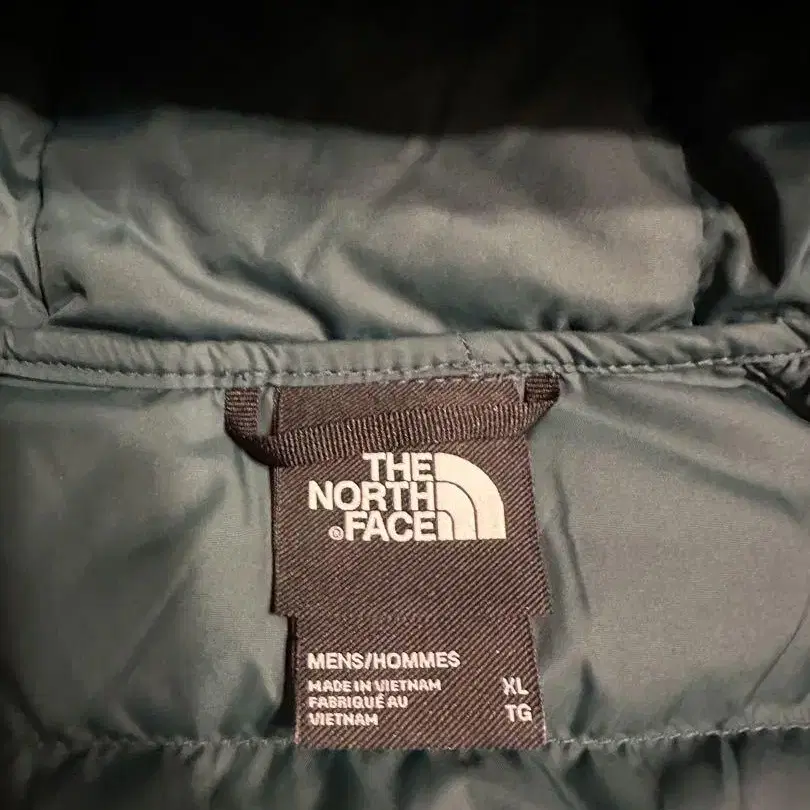 THE
NORTH
®FACE
MENS/HOMMES
MADE IN VIETNAM
FABRIQUÉ AU
VIETNAM
XL
TG